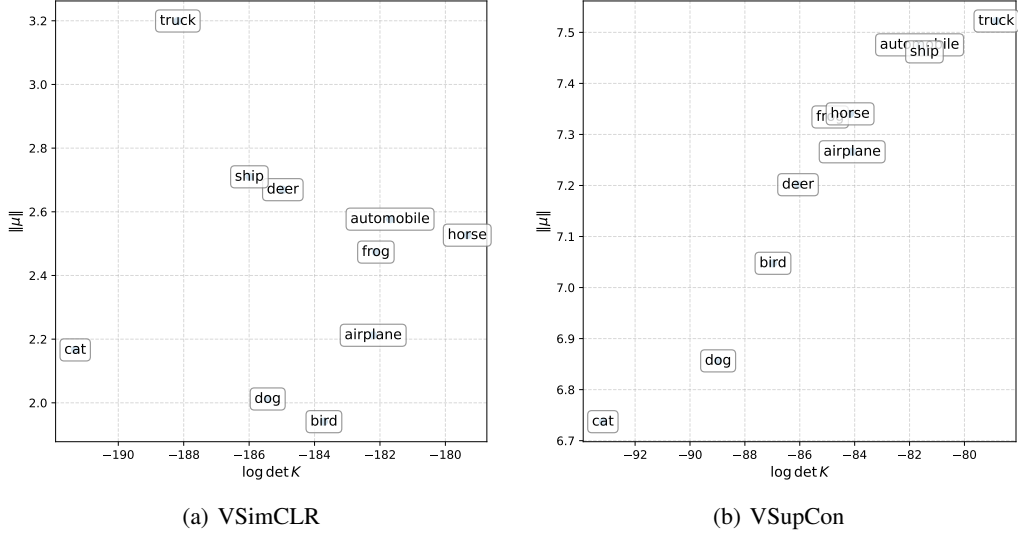 3.2
3.0
2.8
2.6
2.4
2.2
2.0
‖μ‖
truck
ship
deer
automobile
horse
frog
airplane
cat
dog
bird
−190 −188 −186 −184 −182 −180
log det K
(a) VSimCLR
7.5
7.4
7.3
7.2
7.1
7.0
6.9
6.8
6.7
‖μ‖
truck
automobile
ship
horse
frog
airplane
deer
bird
dog
cat
−92 −90 −88 −86 −84 −82 −80
log det K
(b) VSupCon